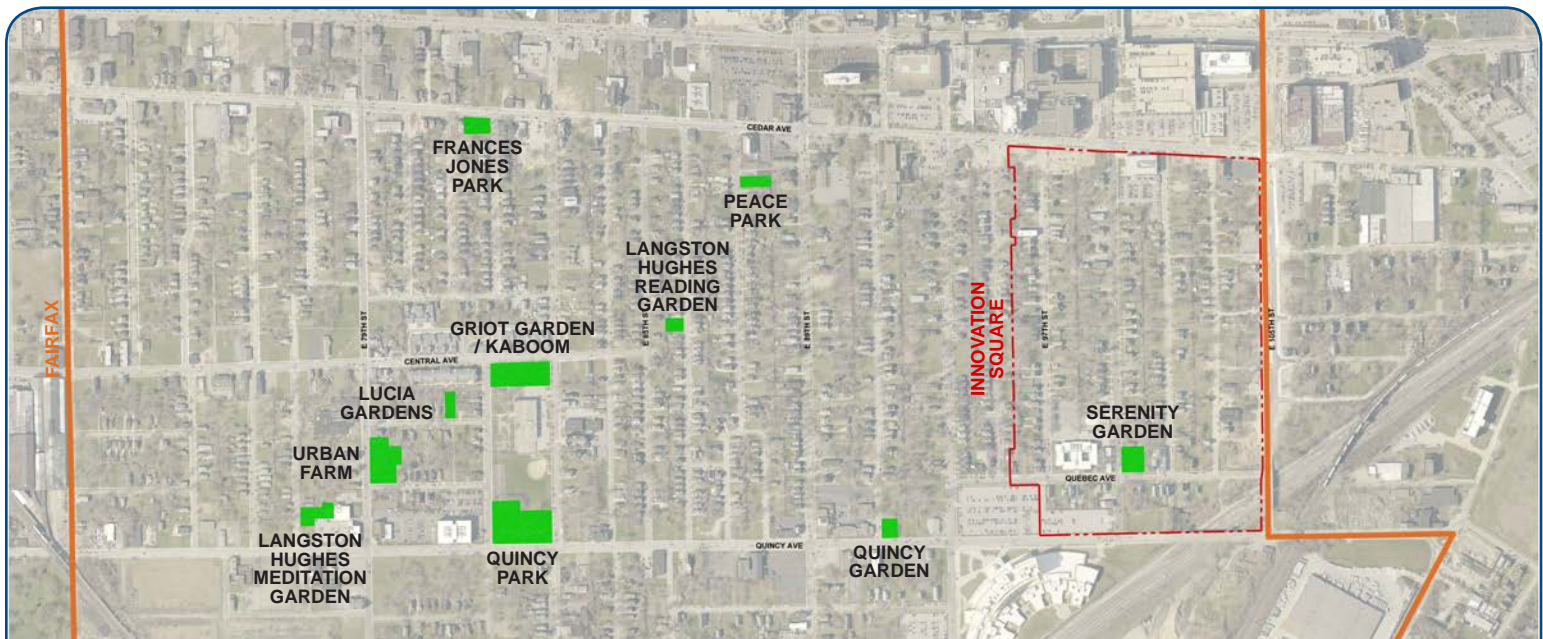 CEDAR AVE
FRANCES
JONES
PARK
PEACE
PARK
LANGSTON
HUGHES
READING
GARDEN
FAIRFAX
E 79TH ST
GRIOT GARDEN
/ KABOOM
E 85TH ST
E 89TH ST
INNOVATION
SQUARE
E 97TH ST
E 105TH ST
CENTRAL AVE
LUCIA
GARDENS
SERENITY
GARDEN
URBAN
FARM
QUEBEC AVE
LANGSTON
HUGHES
MEDITATION
GARDEN
QUINCY
PARK
QUINCY AVE
QUINCY
GARDEN